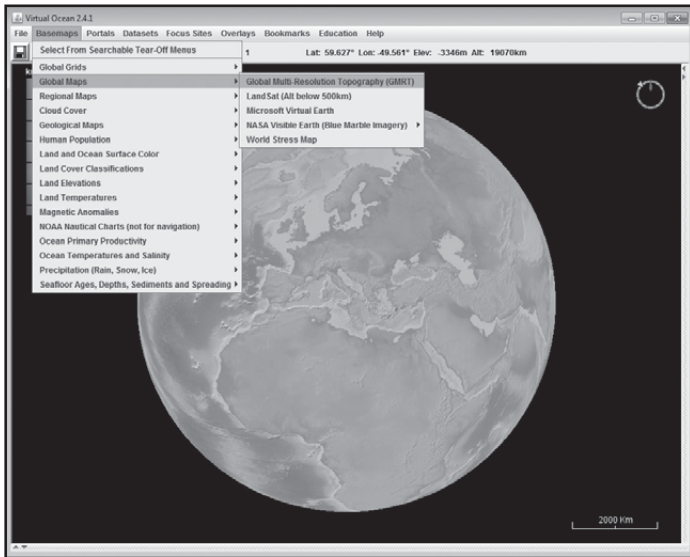 Virtual Ocean 2.4.1
File Basemaps Portals Datasets Focus Sites Overlays Bookmarks Education Help
Select From Searchable Tear-Off Menus
1 Lat: 59.627° Lon: -49.561° Elev: -3346m Alt: 19070km
Global Grids
Global Maps
Regional Maps
Cloud Cover
Geological Maps
Human Population
Land and Ocean Surface Color
Land Cover Classifications
Land Elevations
Land Temperatures
Magnetic Anomalies
NOAA Nautical Charts (not for navigation)
Ocean Primary Productivity
Ocean Temperatures and Salinity
Precipitation (Rain, Snow, Ice)
Seafloor Ages, Depths, Sediments and Spreading
Global Multi-Resolution Topography (GMRT)
LandSat (Alt below 500km)
Microsoft Virtual Earth
NASA Visible Earth (Blue Marble Imagery)
World Stress Map
2000 Km